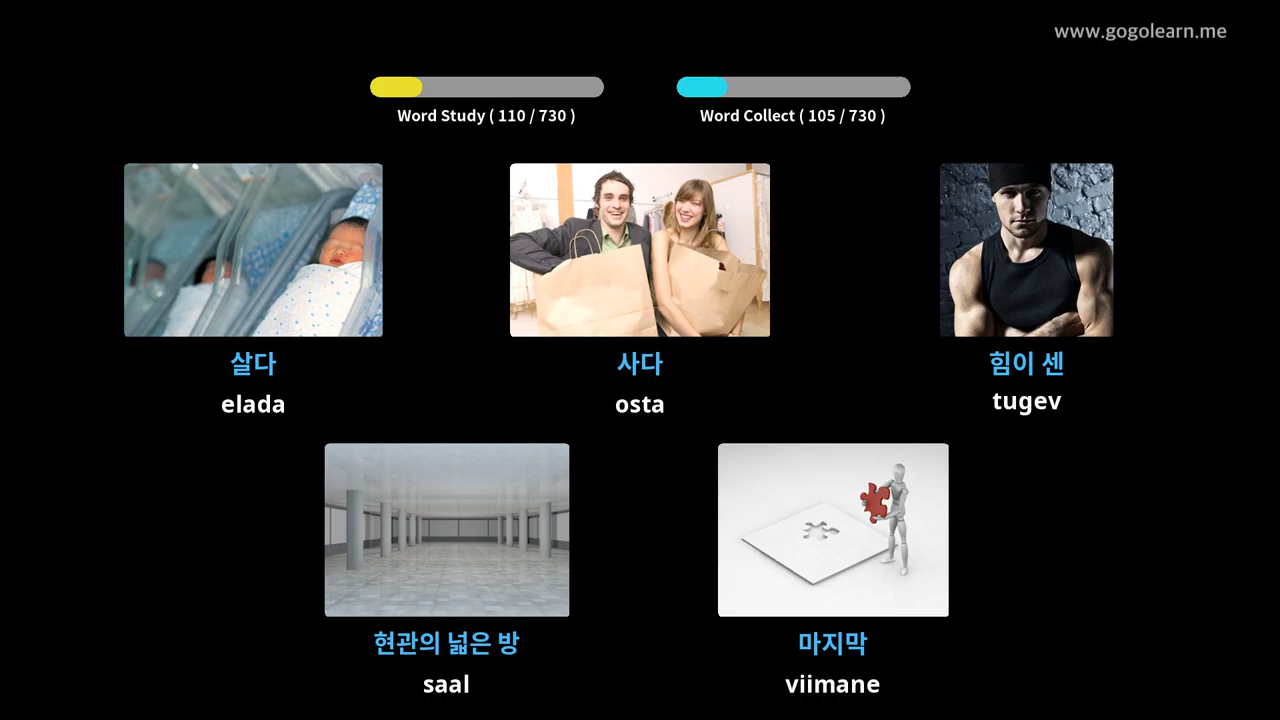 www.gogolearn.me
Word Study ( 110 / 730 )
Word Collect ( 105 / 730 )
살다
elada
사다
osta
힘이 센
tugev
현관의 넓은 방
saal
마지막
viimane